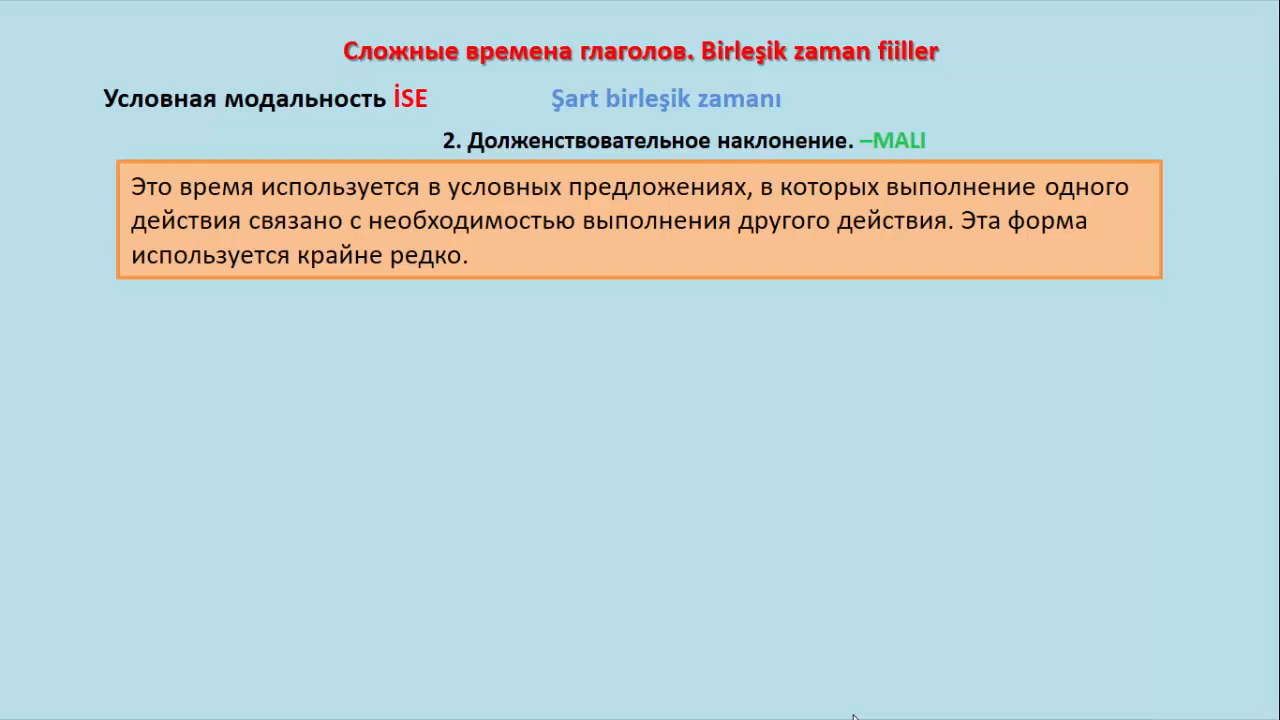 Сложные времена глаголов. Birleşik zaman fiiller
Условная модальность İSE Şart birleşik zamanı
2. Долженствовательное наклонение. –MALI
Это время используется в условных предложениях, в которых выполнение одного
действия связано с необходимостью выполнения другого действия. Эта форма
используется крайне редко.